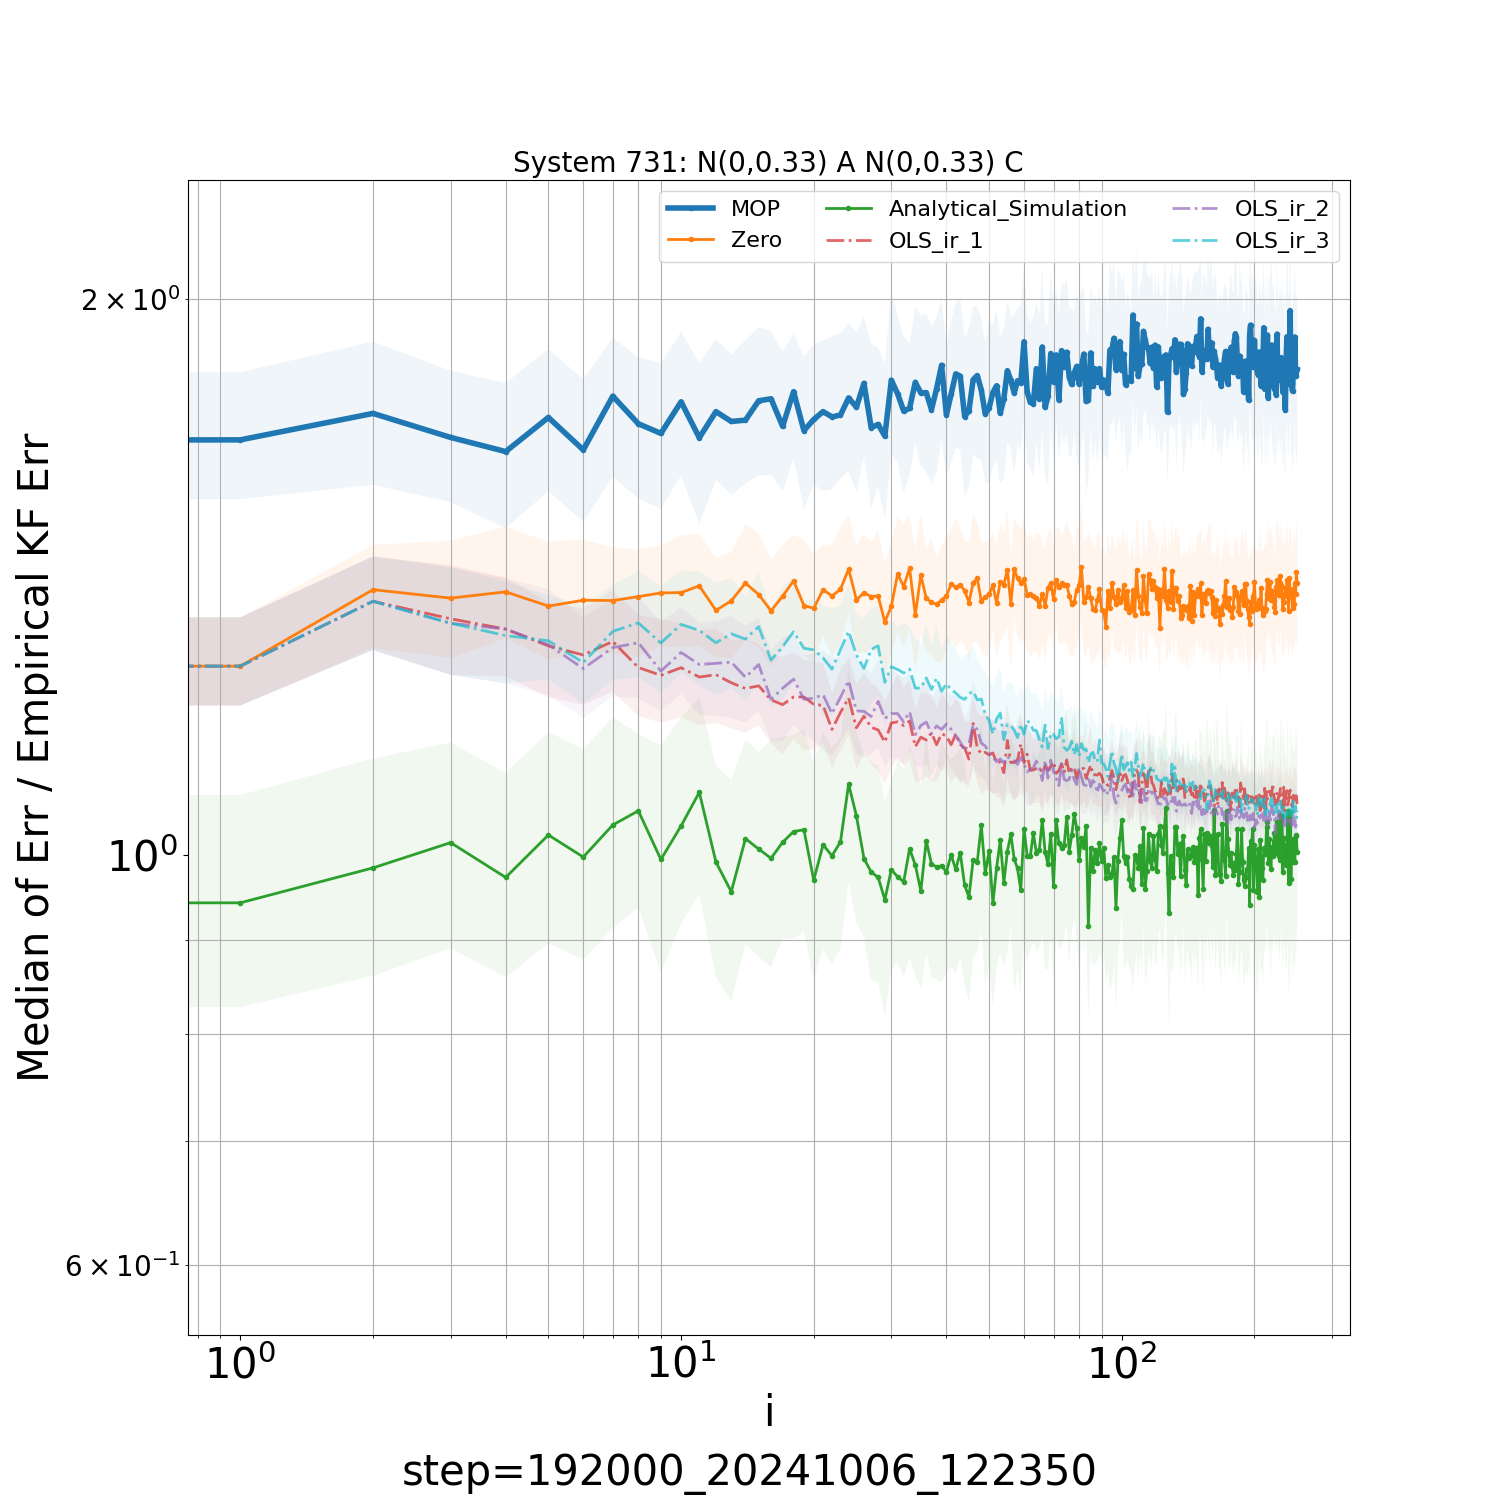 System 731: N(0,0.33) A N(0,0.33) C
MOP
Zero
Analytical_Simulation
OLS_ir_1
OLS_ir_2
OLS_ir_3
2 × 10⁰
10⁰
6 × 10⁻¹
Median of Err / Empirical KF Err
10⁰ 10¹ 10²
i
step=192000_20241006_122350